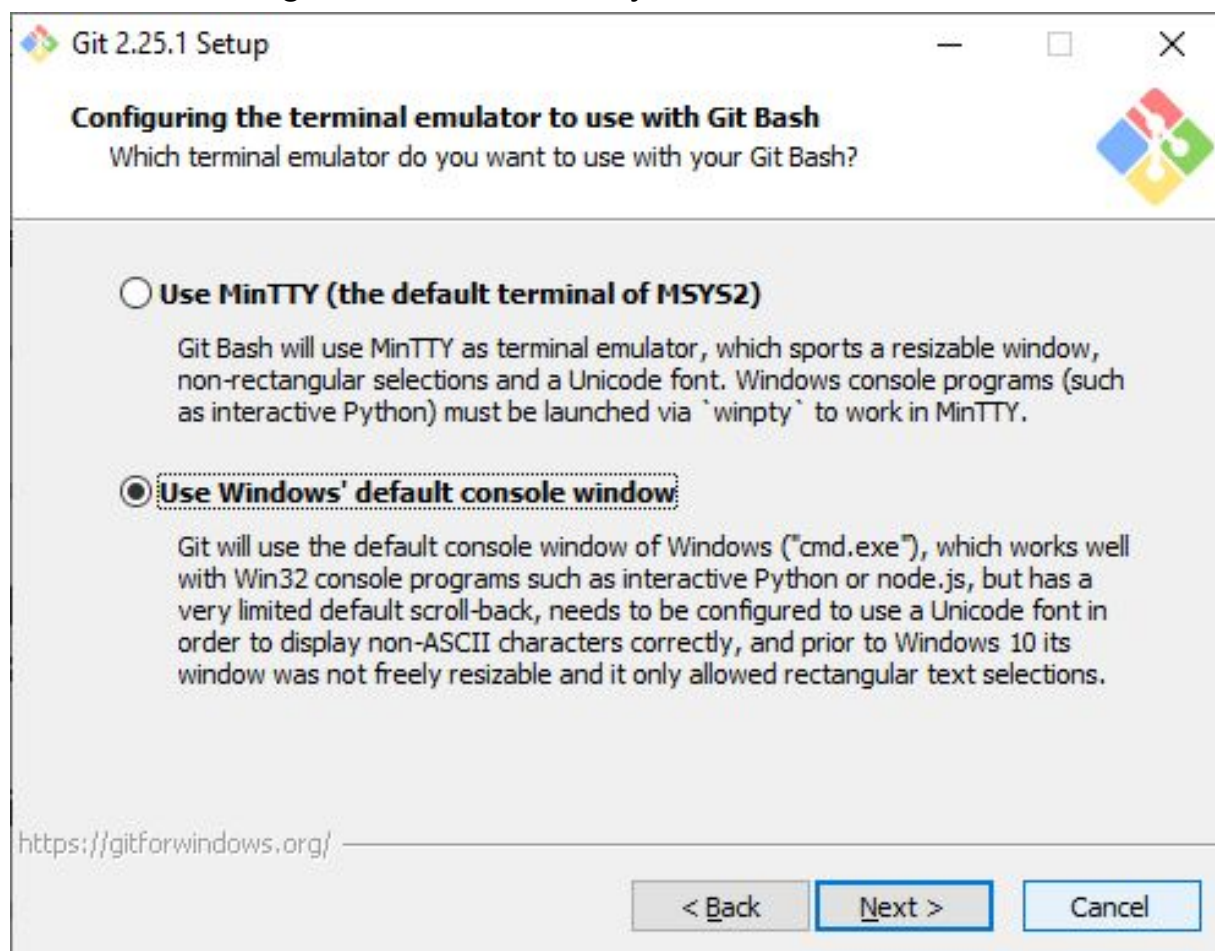 Git 2.25.1 Setup
Configuring the terminal emulator to use with Git Bash
Which terminal emulator do you want to use with your Git Bash?
Use MinTTY (the default terminal of MSYS2)
Git Bash will use MinTTY as terminal emulator, which sports a resizable window,
non-rectangular selections and a Unicode font. Windows console programs (such
as interactive Python) must be launched via `winpty` to work in MinTTY.
Use Windows' default console window
Git will use the default console window of Windows ("cmd.exe"), which works well
with Win32 console programs such as interactive Python or node.js, but has a
very limited default scroll-back, needs to be configured to use a Unicode font in
order to display non-ASCII characters correctly, and prior to Windows 10 its
window was not freely resizable and it only allowed rectangular text selections.
https://gitforwindows.org/
< Back
Next >
Cancel